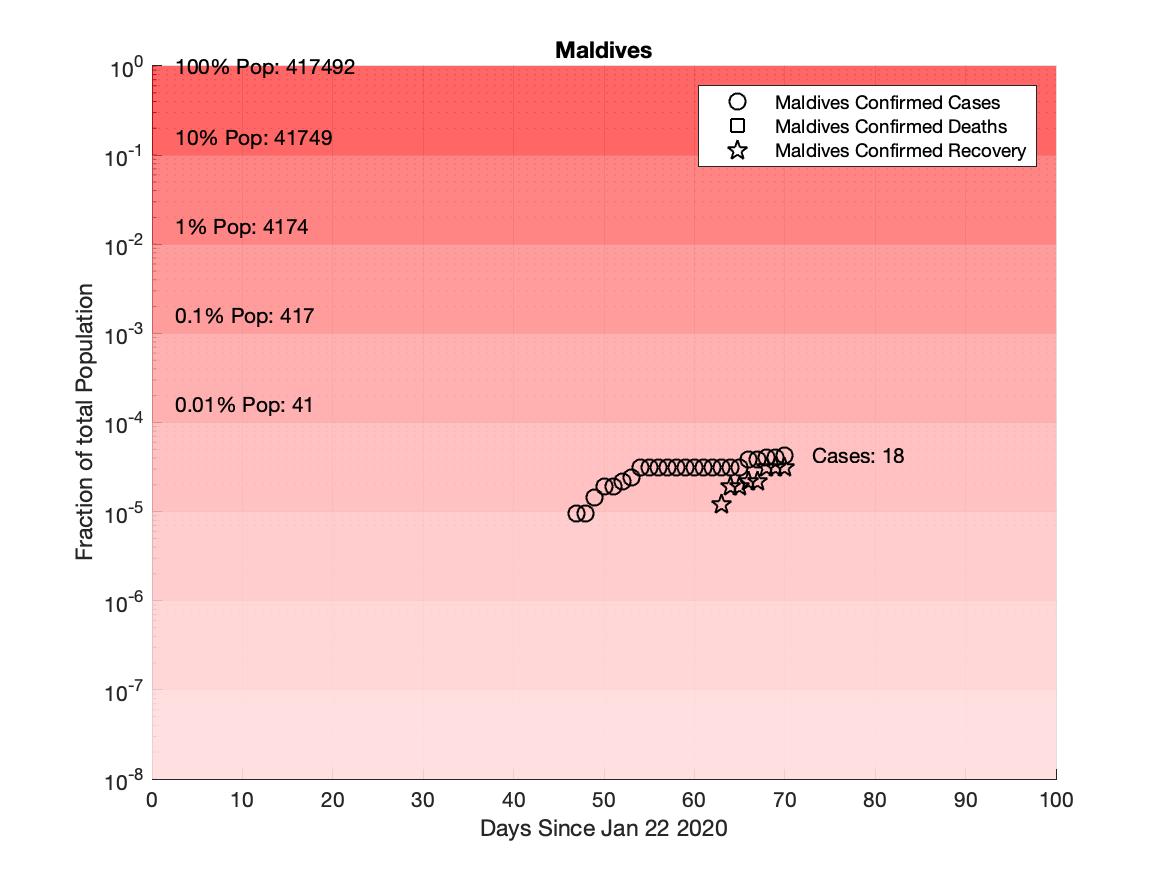 Maldives
10^0
100% Pop: 417492
Maldives Confirmed Cases
Maldives Confirmed Deaths
Maldives Confirmed Recovery
10% Pop: 41749
10^-1
1% Pop: 4174
10^-2
0.1% Pop: 417
10^-3
0.01% Pop: 41
10^-4
Cases: 18
10^-5
10^-6
10^-7
10^-8
Fraction of total Population
0 10 20 30 40 50 60 70 80 90 100
Days Since Jan 22 2020